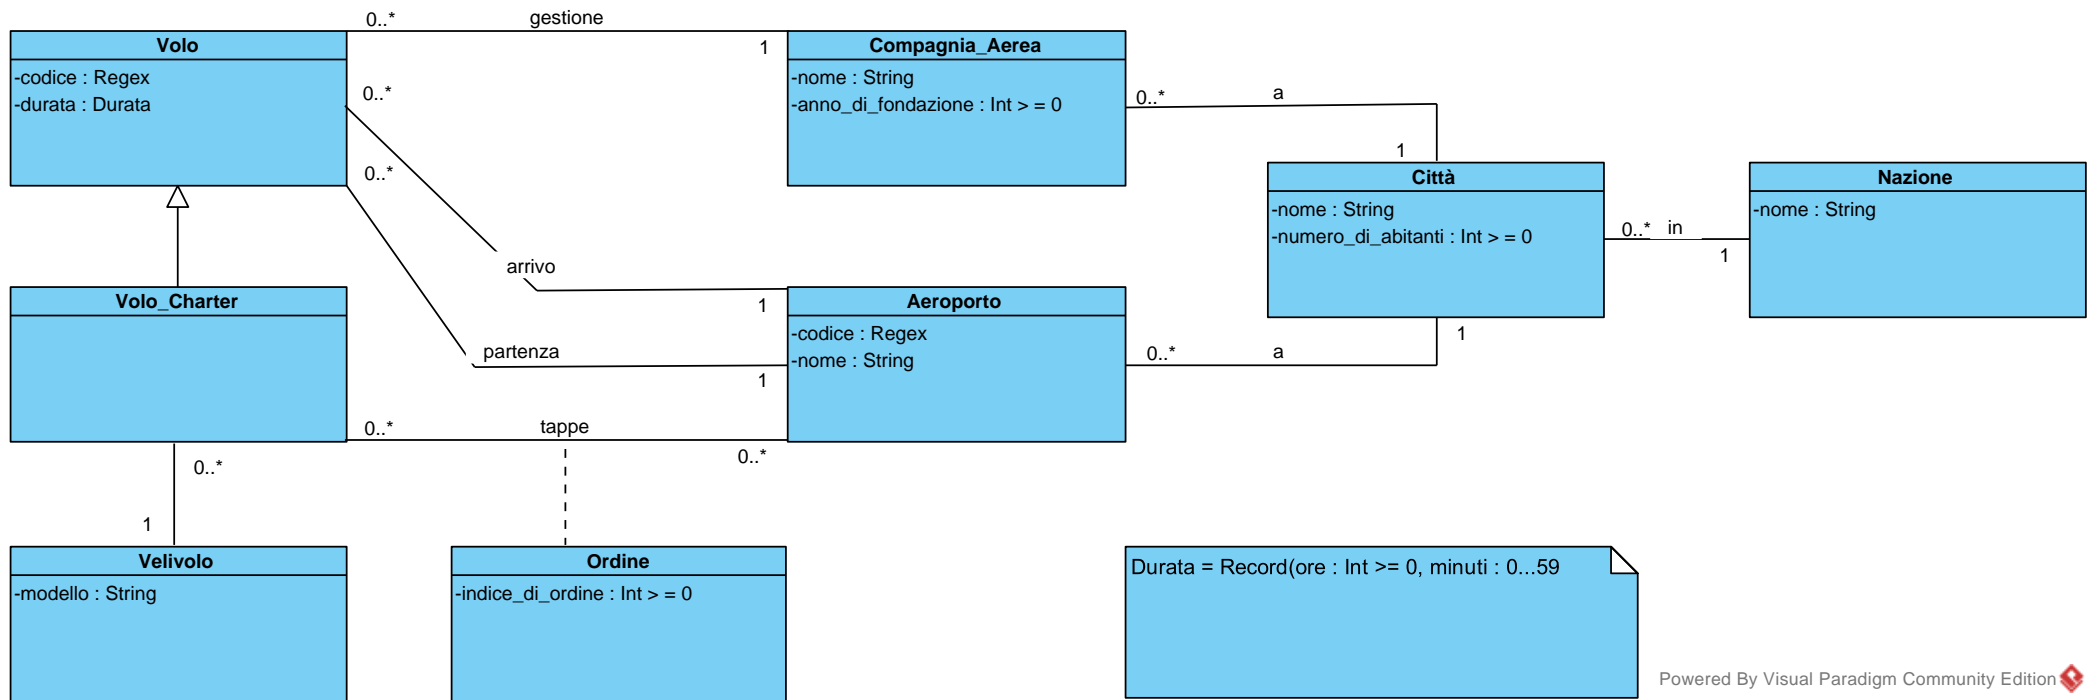 0..*
gestione
1
Volo
-codice : Regex
-durata : Durata
0..*
0..*
Compagnia_Aerea
-nome : String
-anno_di_fondazione : Int > = 0
0..*
a
1
Città
-nome : String
-numero_di_abitanti : Int > = 0
0..*
in
1
Nazione
-nome : String
arrivo
1
partenza
1
Volo_Charter
Aeroporto
-codice : Regex
-nome : String
0..*
a
1
0..*
tappe
0..*
0..*
1
Velivolo
-modello : String
Ordine
-indice_di_ordine : Int > = 0
Durata = Record(ore : Int >= 0, minuti : 0...59
Powered By Visual Paradigm Community Edition